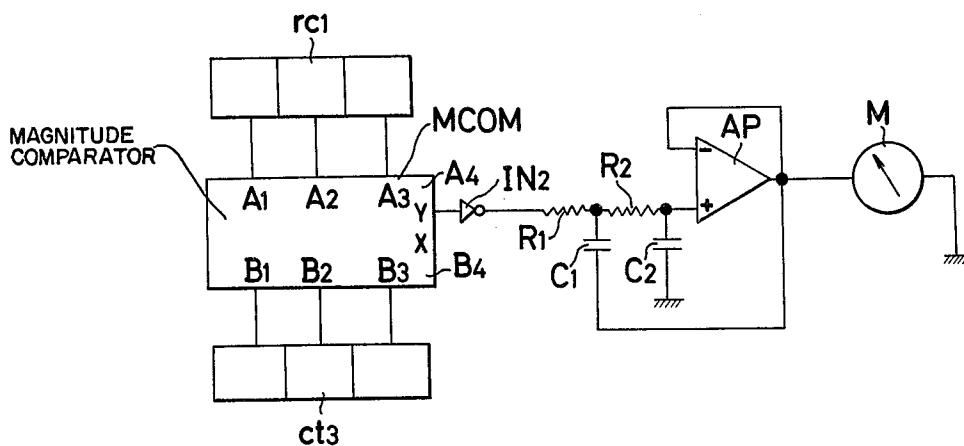 rc1
MCOM
MAGNITUDE
COMPARATOR
A1 A2 A3 A4
Y
X
B1 B2 B3 B4
IN2
R1
R2
C1
C2
AP
-
+
M
ct3